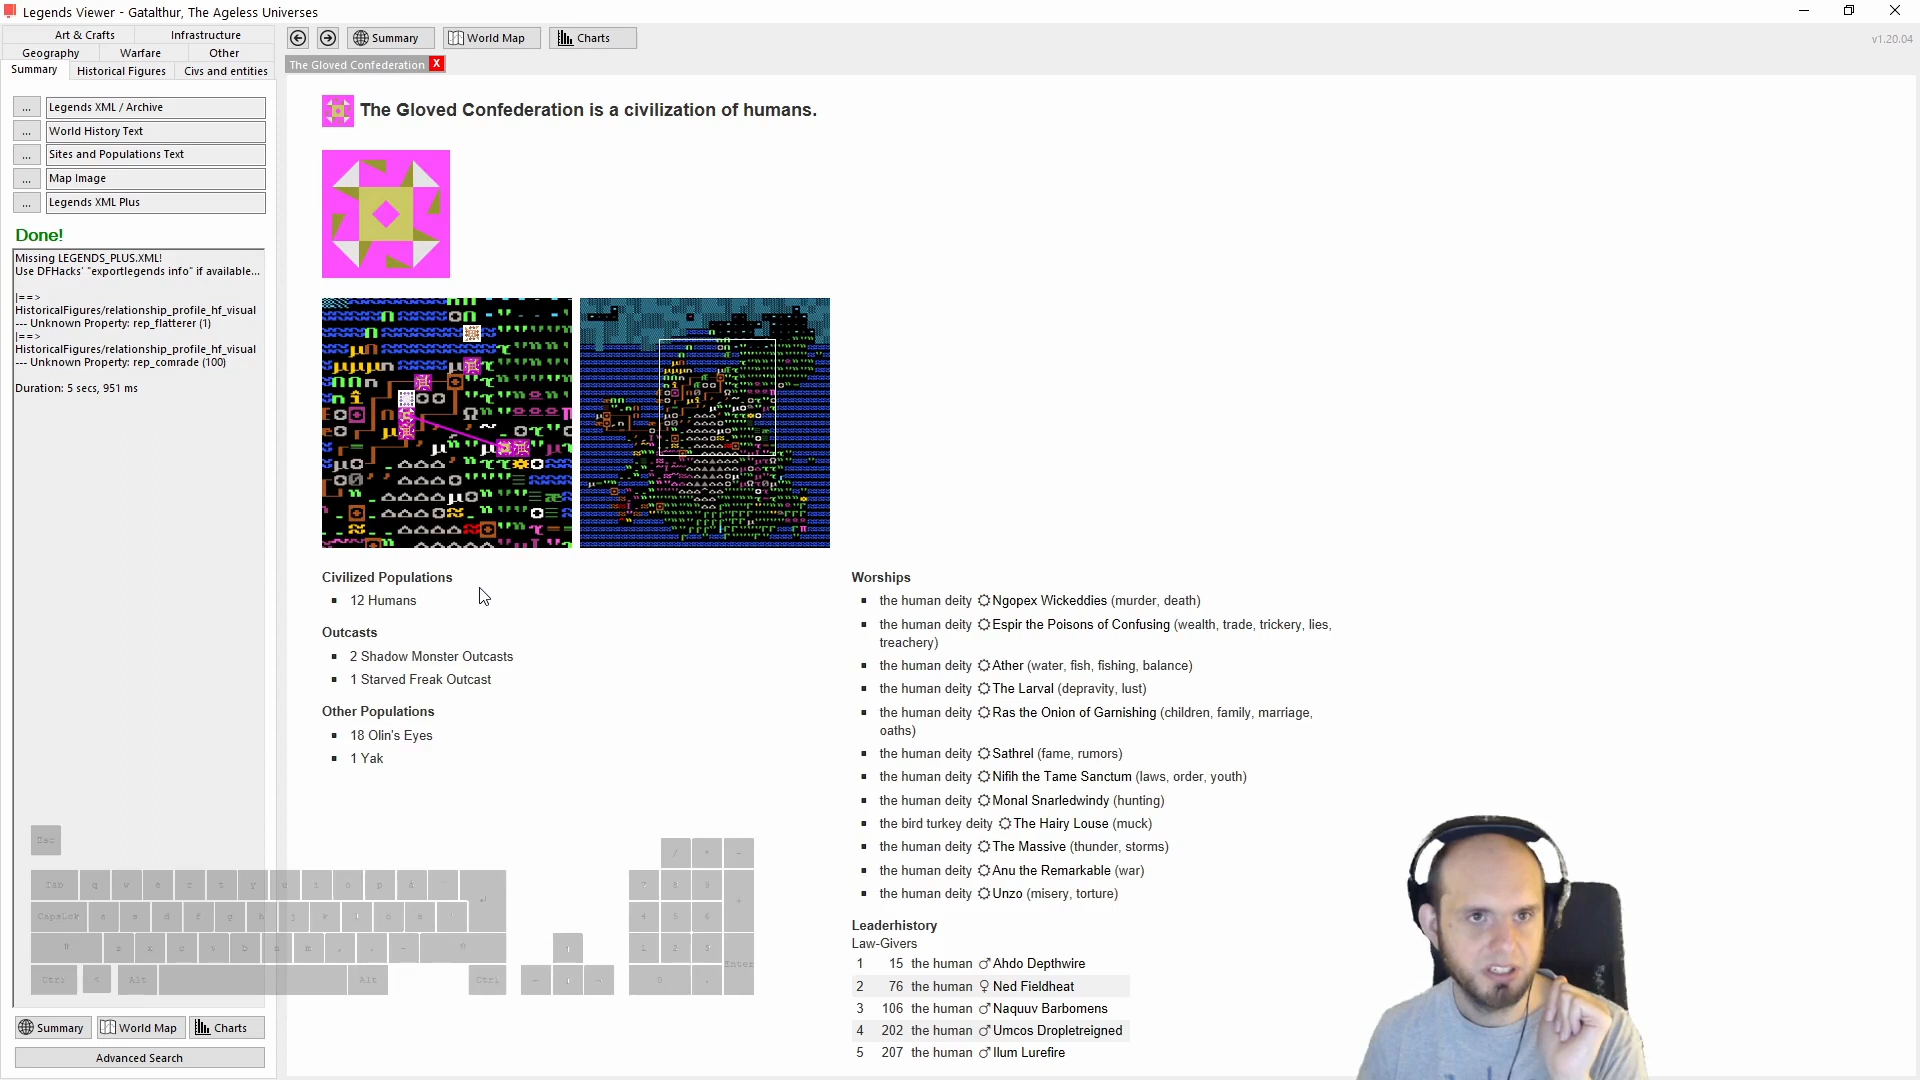 Legends Viewer - Gatalthur, The Ageless Universes
Art & Crafts
Infrastructure
Geography
Warfare
Other
Summary
Historical Figures
Civs and entities
Summary
World Map
Charts
v1.20.04
The Gloved Confederation
X
...
Legends XML / Archive
...
World History Text
...
Sites and Populations Text
...
Map Image
...
Legends XML Plus
Done!
Missing LEGENDS_PLUS.XML!
Use DFHacks' "exportlegends info" if available...
|==>
HistoricalFigures/relationship_profile_hf_visual
--- Unknown Property: rep_flatterer (1)
|==>
HistoricalFigures/relationship_profile_hf_visual
--- Unknown Property: rep_comrade (100)
Duration: 5 secs, 951 ms
The Gloved Confederation is a civilization of humans.
Civilized Populations
12 Humans
Outcasts
2 Shadow Monster Outcasts
1 Starved Freak Outcast
Other Populations
18 Olin's Eyes
1 Yak
Worships
the human deity Ngopex Wickeddies (murder, death)
the human deity Espir the Poisons of Confusing (wealth, trade, trickery, lies,
treachery)
the human deity Ather (water, fish, fishing, balance)
the human deity The Larval (depravity, lust)
the human deity Ras the Onion of Garnishing (children, family, marriage,
oaths)
the human deity Sathrel (fame, rumors)
the human deity Nifih the Tame Sanctum (laws, order, youth)
the human deity Monal Snarledwindy (hunting)
the bird turkey deity The Hairy Louse (muck)
the human deity The Massive (thunder, storms)
the human deity Anu the Remarkable (war)
the human deity Unzo (misery, torture)
Leaderhistory
Law-Givers
1 15 the human ♂ Ahdo Depthwire
2 76 the human ♀ Ned Fieldheat
3 106 the human ♂ Naquuv Barbomens
4 202 the human ♂ Umcos Dropletreigned
5 207 the human ♂ Ilum Lurefire
Esc
Tab
CapsLock
Ctrl
Alt
Alt
Ctrl
Enter
Summary
World Map
Charts
Advanced Search